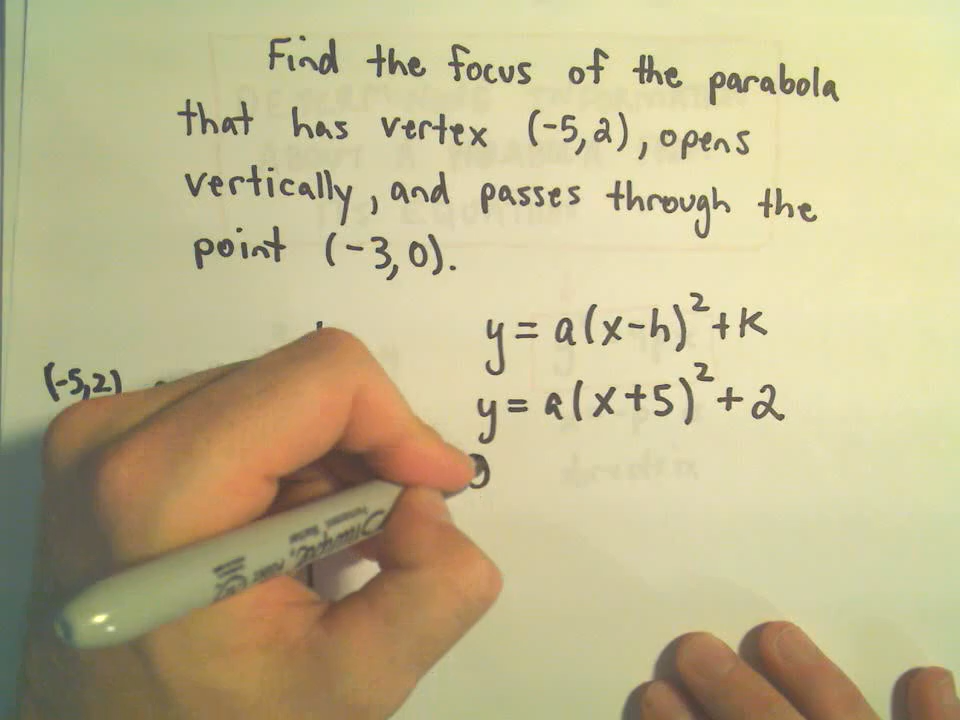 Find the focus of the parabola
that has vertex (-5,2), opens
vertically, and passes through the
point (-3,0).
y = a(x-h)²+k
(-5,2)
y = a(x+5)²+2
0